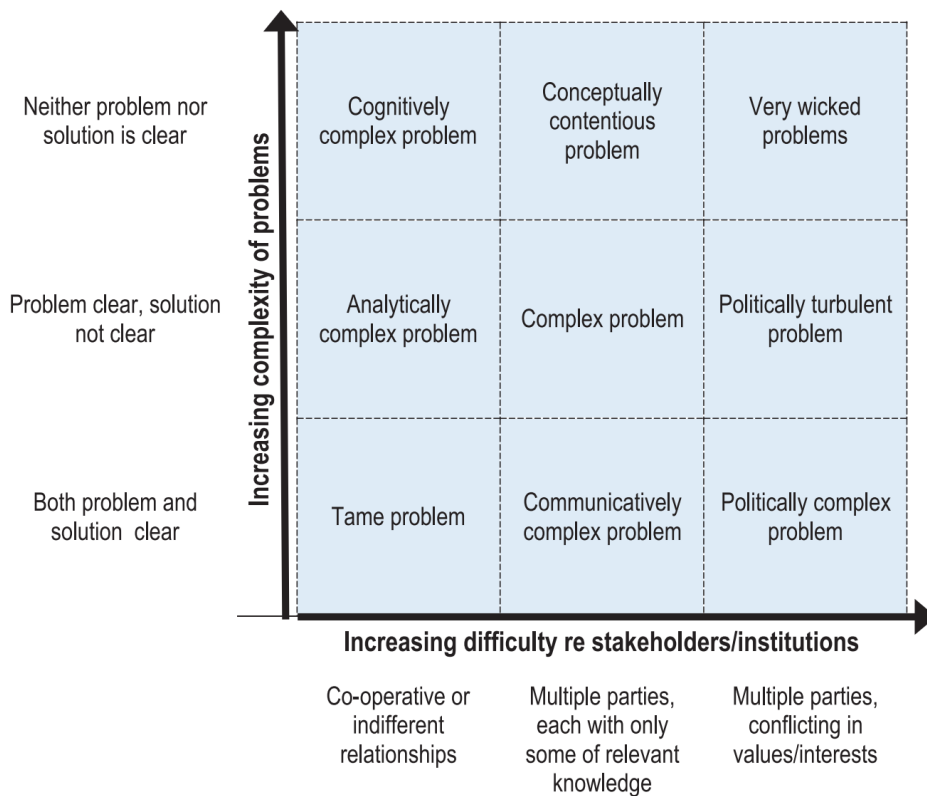 Neither problem nor
solution is clear
Cognitively
complex problem
Conceptually
contentious
problem
Very wicked
problems
Increasing complexity of problems
Problem clear, solution
not clear
Analytically
complex problem
Complex problem
Politically turbulent
problem
Both problem and
solution clear
Tame problem
Communicatively
complex problem
Politically complex
problem
Increasing difficulty re stakeholders/institutions
Co-operative or
indifferent
relationships
Multiple parties,
each with only
some of relevant
knowledge
Multiple parties,
conflicting in
values/interests